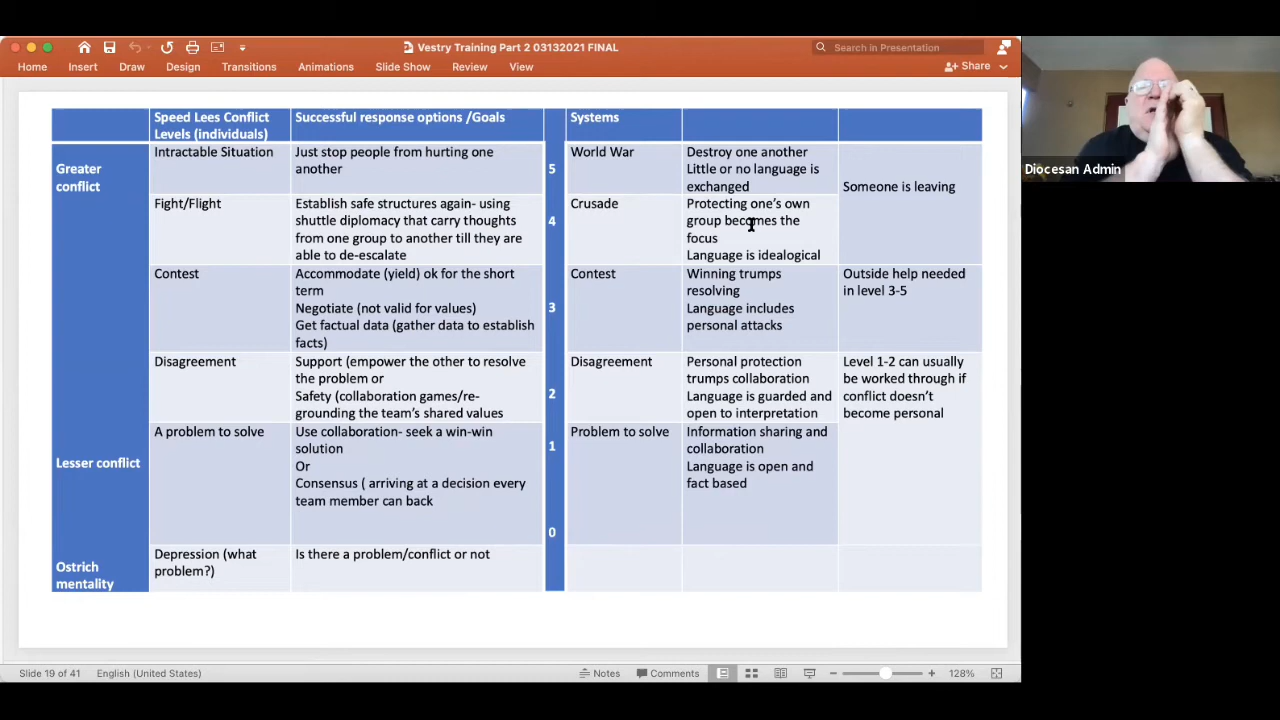 Vestry Training Part 2 03132021 FINAL
Search in Presentation
Home
Insert
Draw
Design
Transitions
Animations
Slide Show
Review
View
Share
Speed Lees Conflict
Levels (individuals)
Successful response options /Goals
Systems
Greater
conflict
Intractable Situation
Just stop people from hurting one
another
5
World War
Destroy one another
Little or no language is
exchanged
Someone is leaving
Fight/Flight
Establish safe structures again- using
shuttle diplomacy that carry thoughts
from one group to another till they are
able to de-escalate
4
Crusade
Protecting one's own
group becomes the
focus
Language is idealogical
Contest
Accommodate (yield) ok for the short
term
Negotiate (not valid for values)
Get factual data (gather data to establish
facts)
3
Contest
Winning trumps
resolving
Language includes
personal attacks
Outside help needed
in level 3-5
Disagreement
Support (empower the other to resolve
the problem or
Safety (collaboration games/re-
grounding the team's shared values
2
Disagreement
Personal protection
trumps collaboration
Language is guarded and
open to interpretation
Level 1-2 can usually
be worked through if
conflict doesn't
become personal
Lesser conflict
A problem to solve
Use collaboration- seek a win-win
solution
Or
Consensus ( arriving at a decision every
team member can back
1
0
Problem to solve
Information sharing and
collaboration
Language is open and
fact based
Ostrich
mentality
Depression (what
problem?)
Is there a problem/conflict or not
Diocesan Admin
Slide 19 of 41
English (United States)
Notes
Comments
128%